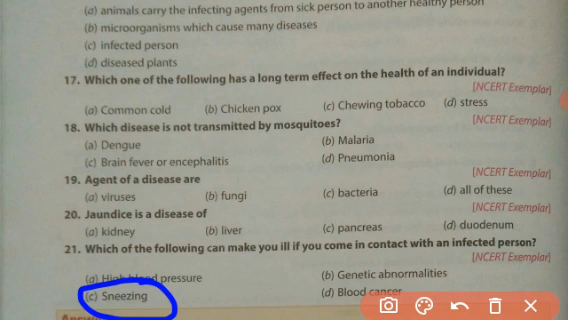 (a) animals carry the infecting agents from sick person to another healthy person
(b) microorganisms which cause many diseases
(c) infected person
(d) diseased plants
17. Which one of the following has a long term effect on the health of an individual?
[NCERT Exemplar]
(a) Common cold (b) Chicken pox (c) Chewing tobacco (d) stress
18. Which disease is not transmitted by mosquitoes? [NCERT Exemplar]
(a) Dengue (b) Malaria
(c) Brain fever or encephalitis (d) Pneumonia
19. Agent of a disease are [NCERT Exemplar]
(a) viruses (b) fungi (c) bacteria (d) all of these
20. Jaundice is a disease of [NCERT Exemplar]
(a) kidney (b) liver (c) pancreas (d) duodenum
21. Which of the following can make you ill if you come in contact with an infected person?
[NCERT Exemplar]
(a) High blood pressure (b) Genetic abnormalities
(c) Sneezing (d) Blood cancer